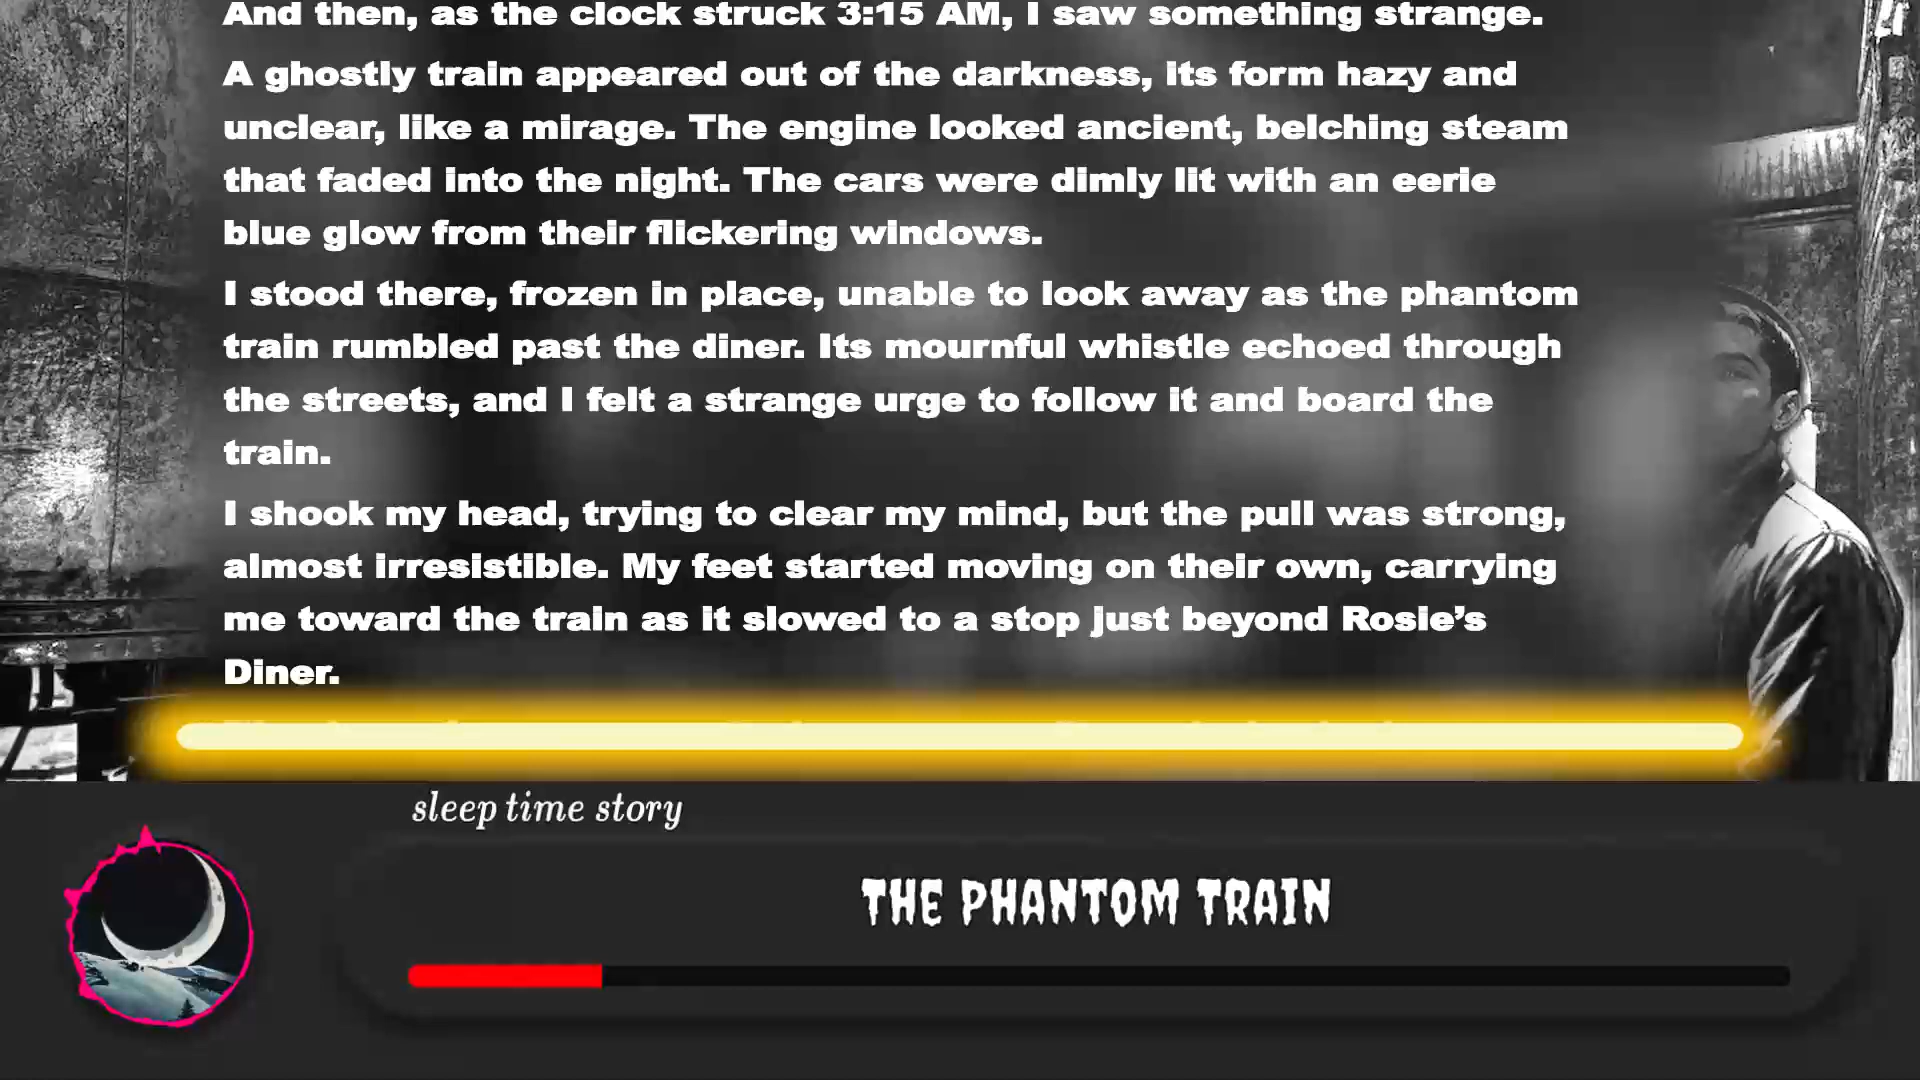 And then, as the clock struck 3:15 AM, I saw something strange.
A ghostly train appeared out of the darkness, its form hazy and
unclear, like a mirage. The engine looked ancient, belching steam
that faded into the night. The cars were dimly lit with an eerie
blue glow from their flickering windows.
I stood there, frozen in place, unable to look away as the phantom
train rumbled past the diner. Its mournful whistle echoed through
the streets, and I felt a strange urge to follow it and board the
train.
I shook my head, trying to clear my mind, but the pull was strong,
almost irresistible. My feet started moving on their own, carrying
me toward the train as it slowed to a stop just beyond Rosie’s
Diner.
sleep time story
THE PHANTOM TRAIN